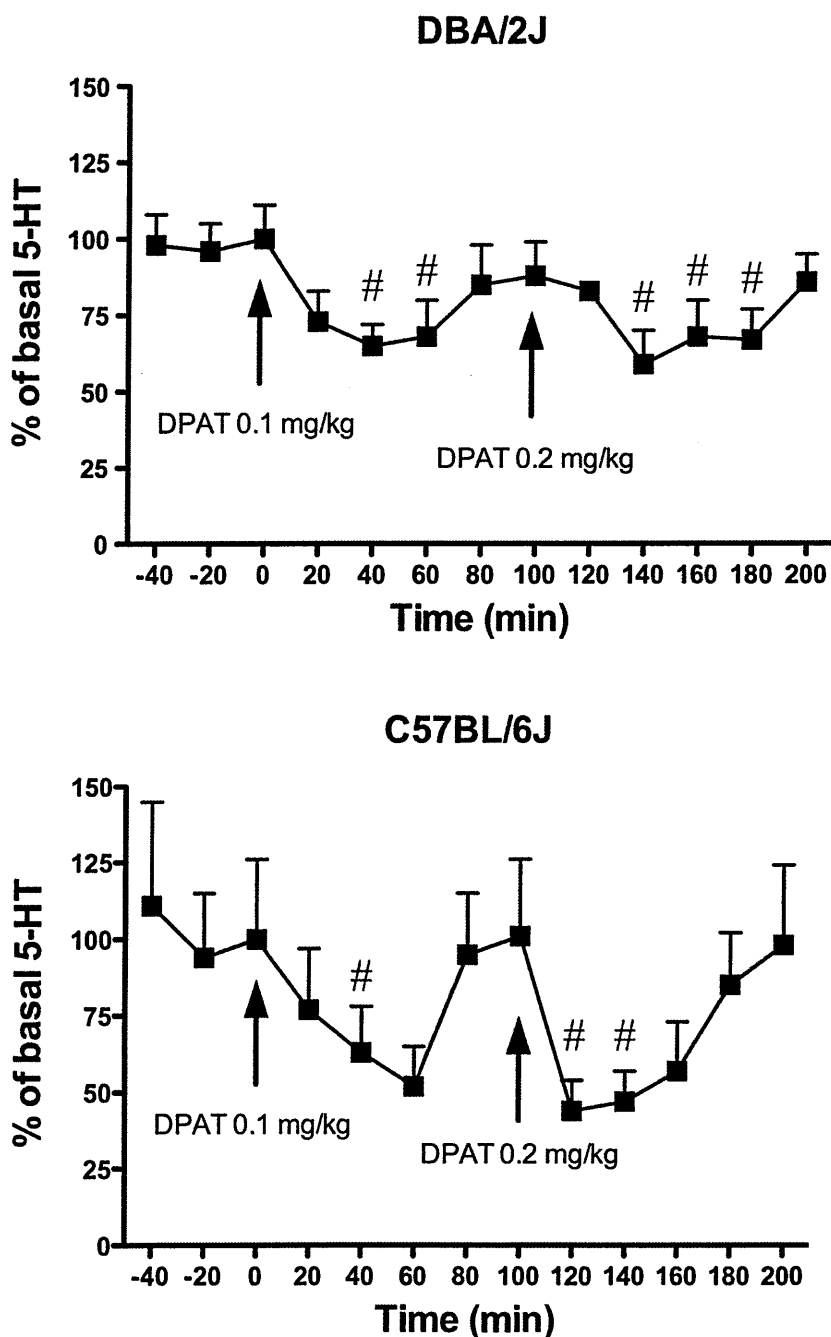 DBA/2J
% of basal 5-HT
150
125
100
75
50
25
0
# # # # #
DPAT 0.1 mg/kg
DPAT 0.2 mg/kg
-40 -20 0 20 40 60 80 100 120 140 160 180 200
Time (min)
C57BL/6J
% of basal 5-HT
150
125
100
75
50
25
0
# # #
DPAT 0.1 mg/kg
DPAT 0.2 mg/kg
-40 -20 0 20 40 60 80 100 120 140 160 180 200
Time (min)